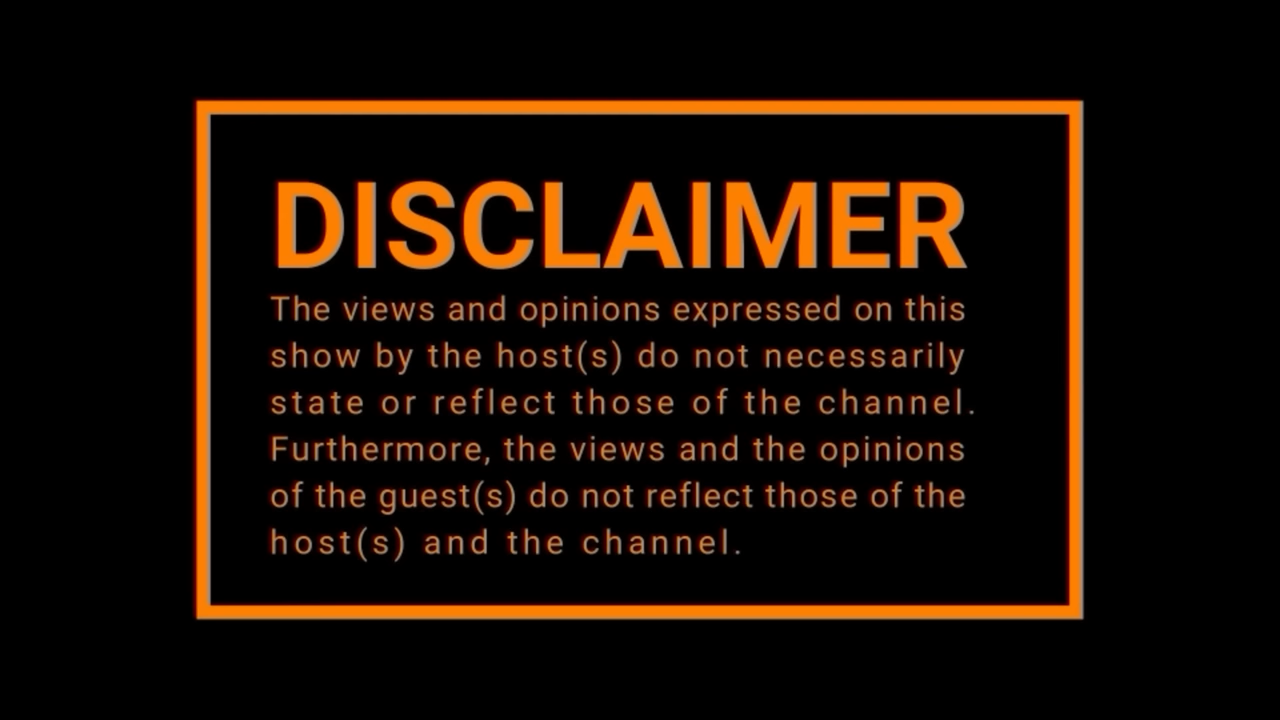 DISCLAIMER
The views and opinions expressed on this
show by the host(s) do not necessarily
state or reflect those of the channel.
Furthermore, the views and the opinions
of the guest(s) do not reflect those of the
host(s) and the channel.